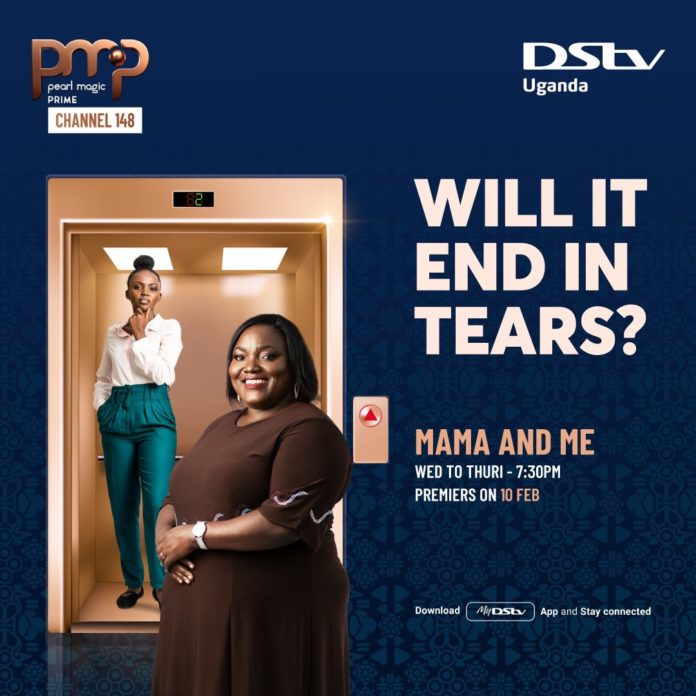 pmp
pearl magic
PRIME
CHANNEL 148
DStv
Uganda
2
WILL IT
END IN
TEARS?
MAMA AND ME
WED TO THURI - 7:30PM
PREMIERS ON 10 FEB
Download MyDStv App and Stay connected